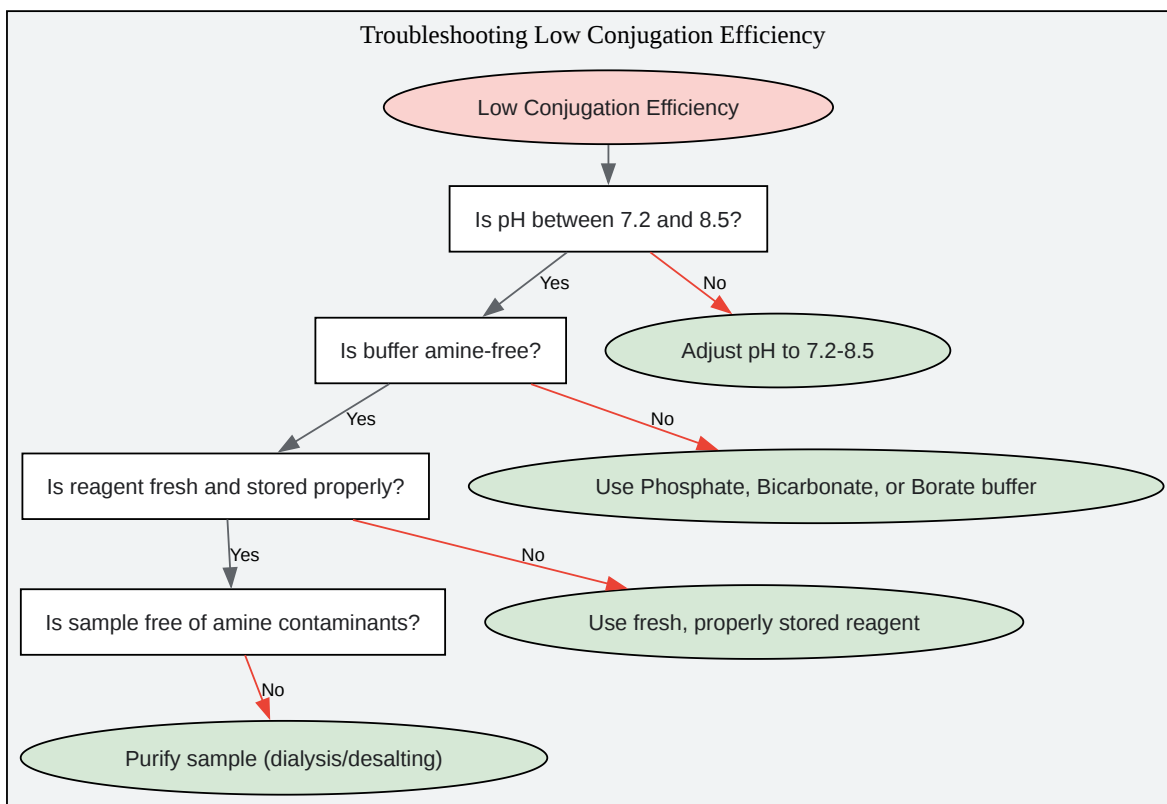 Troubleshooting Low Conjugation Efficiency
Low Conjugation Efficiency
Is pH between 7.2 and 8.5?
Yes
No
Is buffer amine-free?
Adjust pH to 7.2-8.5
Yes
No
Is reagent fresh and stored properly?
Use Phosphate, Bicarbonate, or Borate buffer
Yes
No
Is sample free of amine contaminants?
Use fresh, properly stored reagent
No
Purify sample (dialysis/desalting)